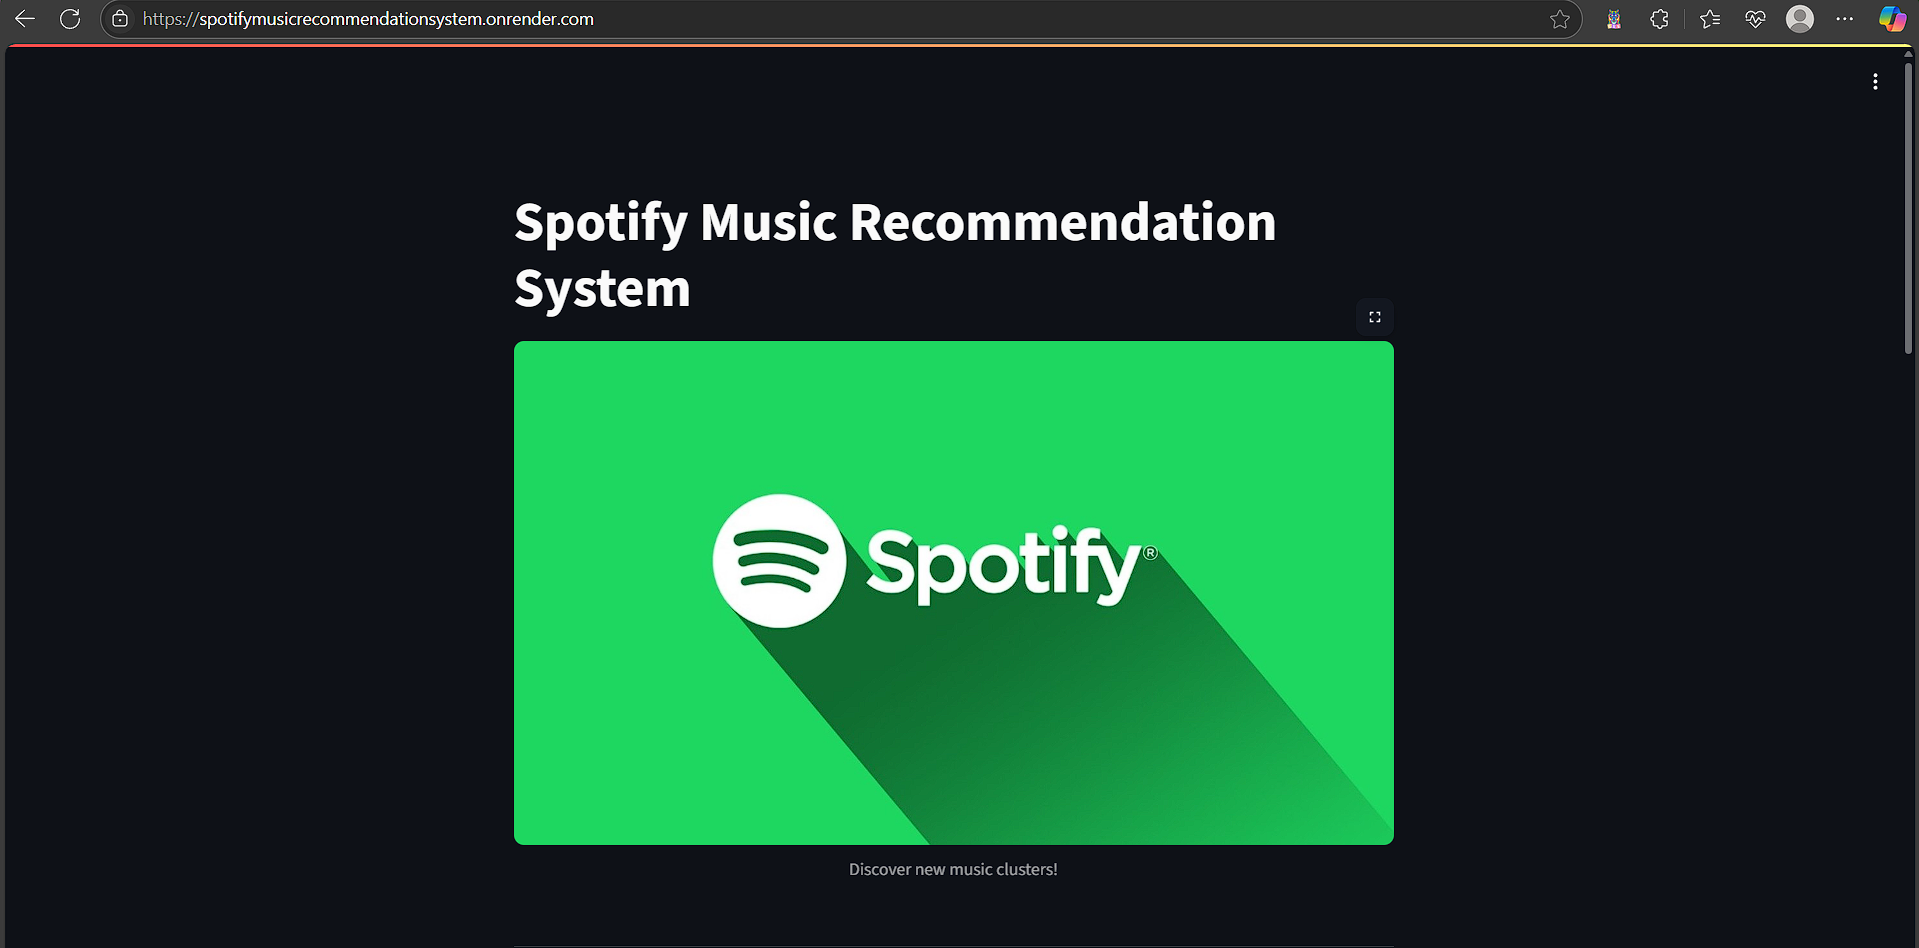 https://spotifymusicrecommendationsystem.onrender.com
Spotify Music Recommendation
System
Spotify®
Discover new music clusters!